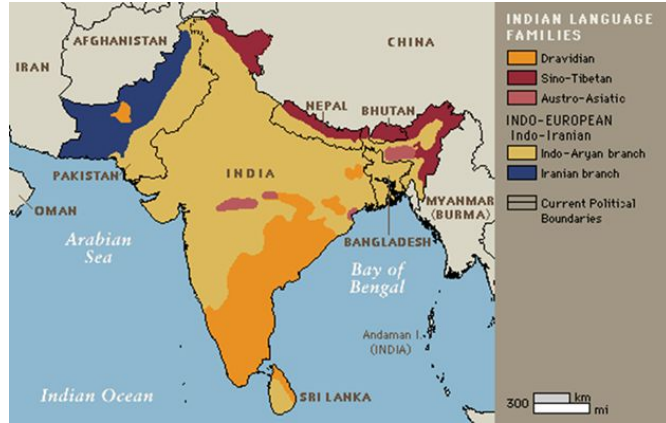 INDIAN LANGUAGE
FAMILIES
Dravidian
Sino-Tibetan
Austro-Asiatic
INDO-EUROPEAN
Indo-Iranian
Indo-Aryan branch
Iranian branch
Current Political
Boundaries
AFGHANISTAN
CHINA
IRAN
NEPAL
BHUTAN
INDIA
PAKISTAN
OMAH
MYANMAR
(BURMA)
BANGLADESH
Arabian
Sea
Bay of
Bengal
Andaman I.
(INDIA)
SRI LANKA
Indian Ocean
300 km
mi